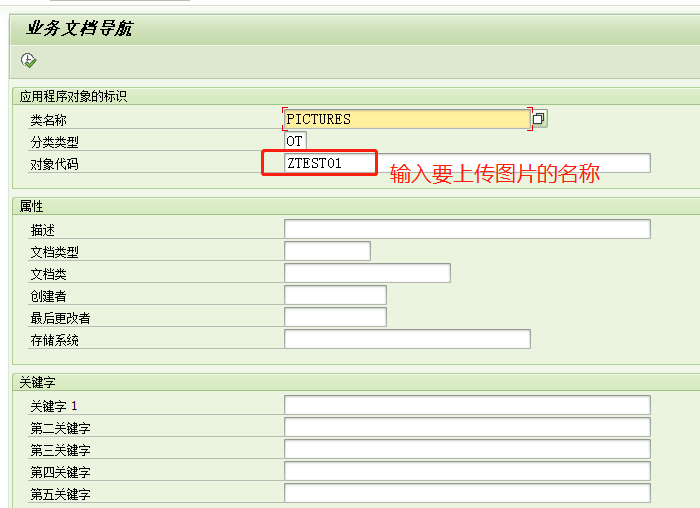 业务文档导航
应用程序对象的标识
类名称 PICTURES
分类类型 OT
对象代码 ZTEST01 输入要上传图片的名称
属性
描述
文档类型
文档类
创建者
最后更改者
存储系统
关键字
关键字 1
第二关键字
第三关键字
第四关键字
第五关键字